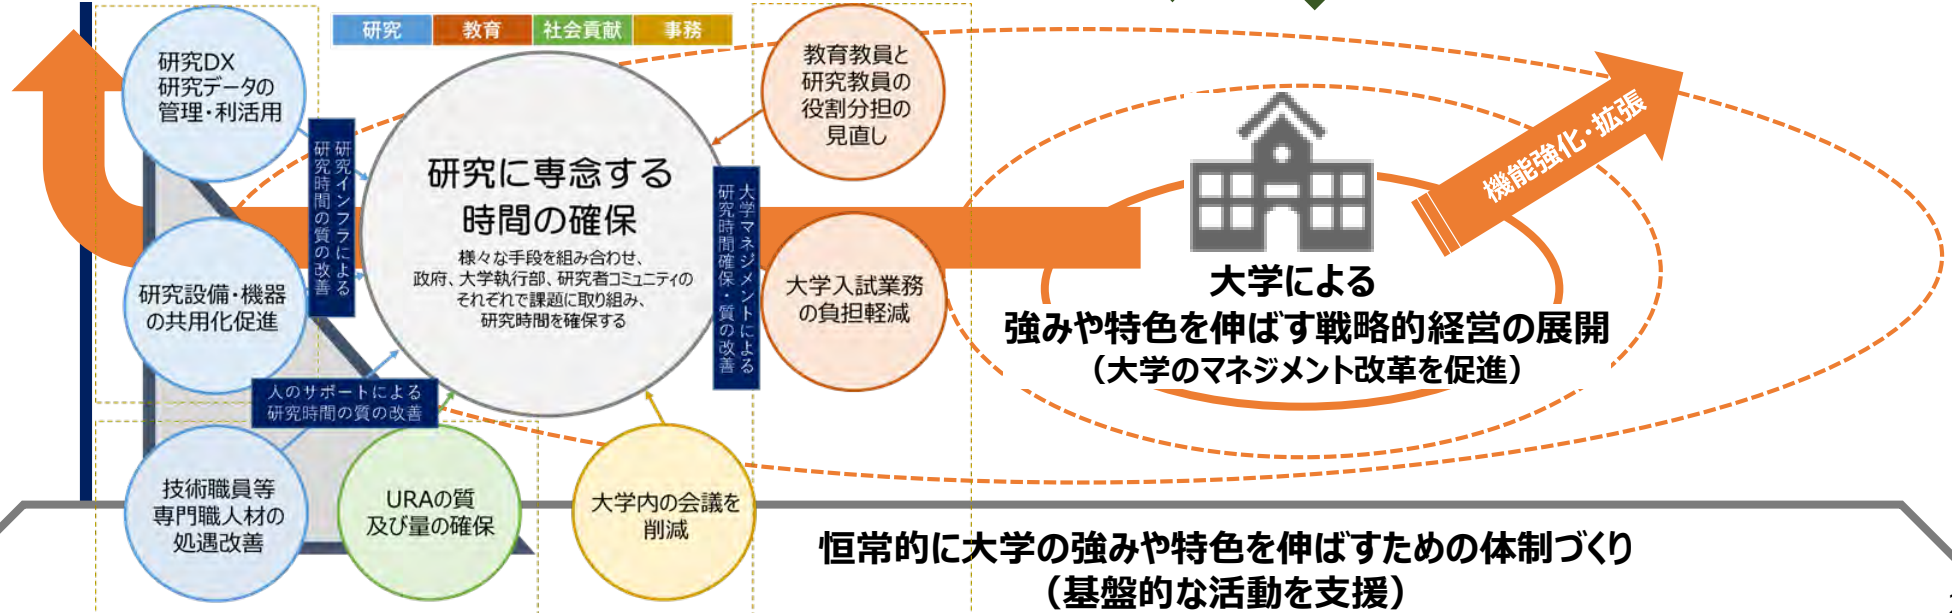 研究
教育
社会貢献
事務
研究DX
研究データの
管理・利活用
研究設備・機器
の共用化促進
研究インフラによる
研究時間の質の改善
研究に専念する
時間の確保
様々な手段を組み合わせ、
政府、大学執行部、研究者コミュニティの
それぞれで課題に取り組み、
研究時間を確保する
大学マネジメントによる
研究時間確保・質の改善
教育教員と
研究教員の
役割分担の
見直し
大学入試業務
の負担軽減
人のサポートによる
研究時間の質の改善
技術職員等
専門職人材の
処遇改善
URAの質
及び量の確保
大学内の会議を
削減
機能強化・拡張
大学による
強みや特色を伸ばす戦略的経営の展開
（大学のマネジメント改革を促進）
恒常的に大学の強みや特色を伸ばすための体制づくり
（基盤的な活動を支援）